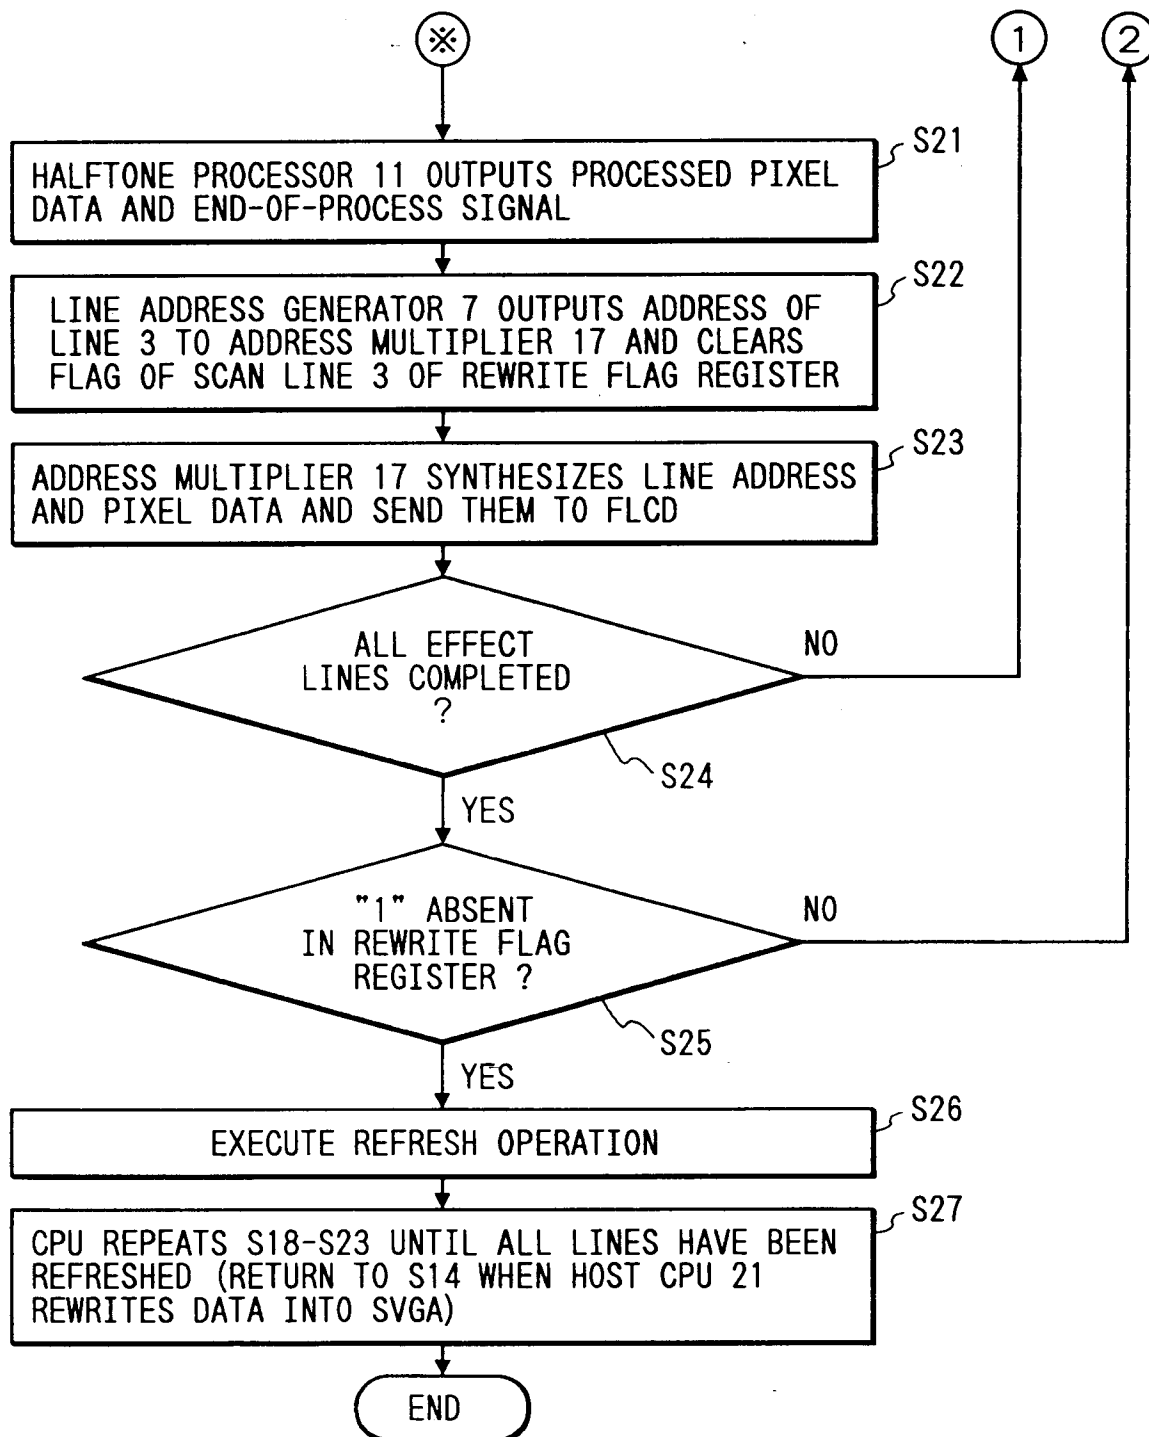 ※
1
2
S21
HALFTONE PROCESSOR 11 OUTPUTS PROCESSED PIXEL
DATA AND END-OF-PROCESS SIGNAL
S22
LINE ADDRESS GENERATOR 7 OUTPUTS ADDRESS OF
LINE 3 TO ADDRESS MULTIPLIER 17 AND CLEARS
FLAG OF SCAN LINE 3 OF REWRITE FLAG REGISTER
S23
ADDRESS MULTIPLIER 17 SYNTHESIZES LINE ADDRESS
AND PIXEL DATA AND SEND THEM TO FLCD
ALL EFFECT
LINES COMPLETED
?
NO
S24
YES
"1" ABSENT
IN REWRITE FLAG
REGISTER ?
NO
S25
YES
S26
EXECUTE REFRESH OPERATION
S27
CPU REPEATS S18-S23 UNTIL ALL LINES HAVE BEEN
REFRESHED (RETURN TO S14 WHEN HOST CPU 21
REWRITES DATA INTO SVGA)
END